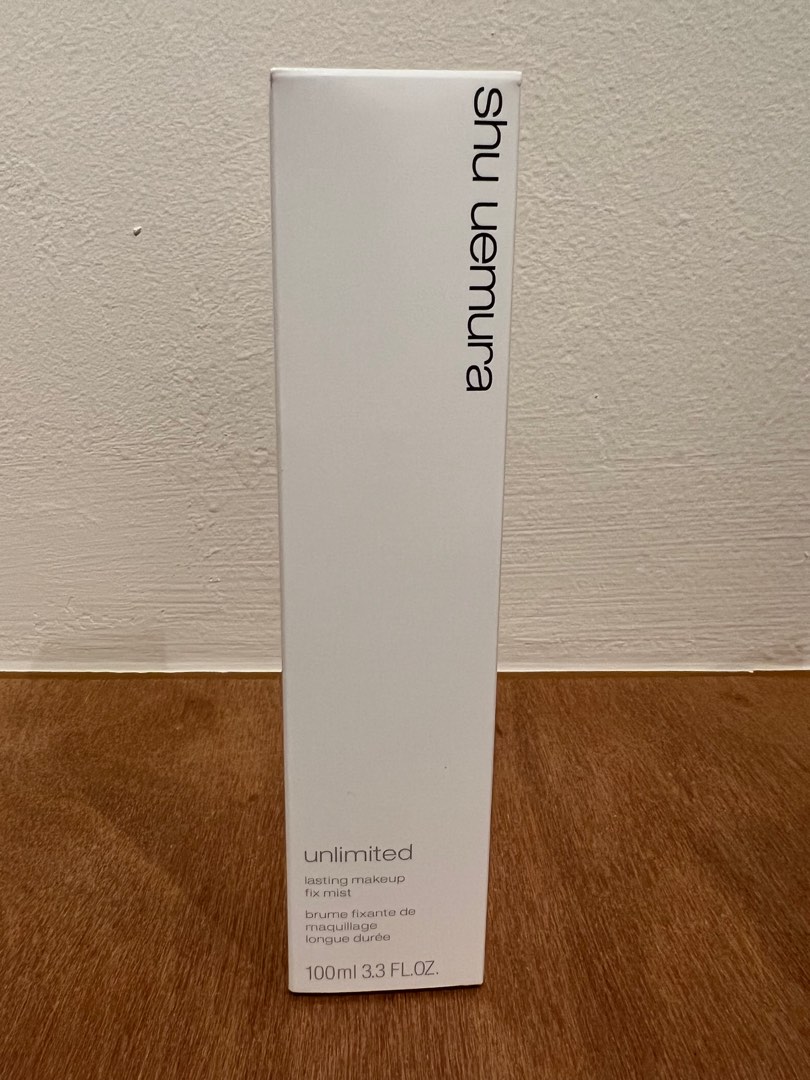 shu uemura
unlimited
lasting makeup
fix mist
brume fixante de
maquillage
longue durée
100ml 3.3 FL.OZ.